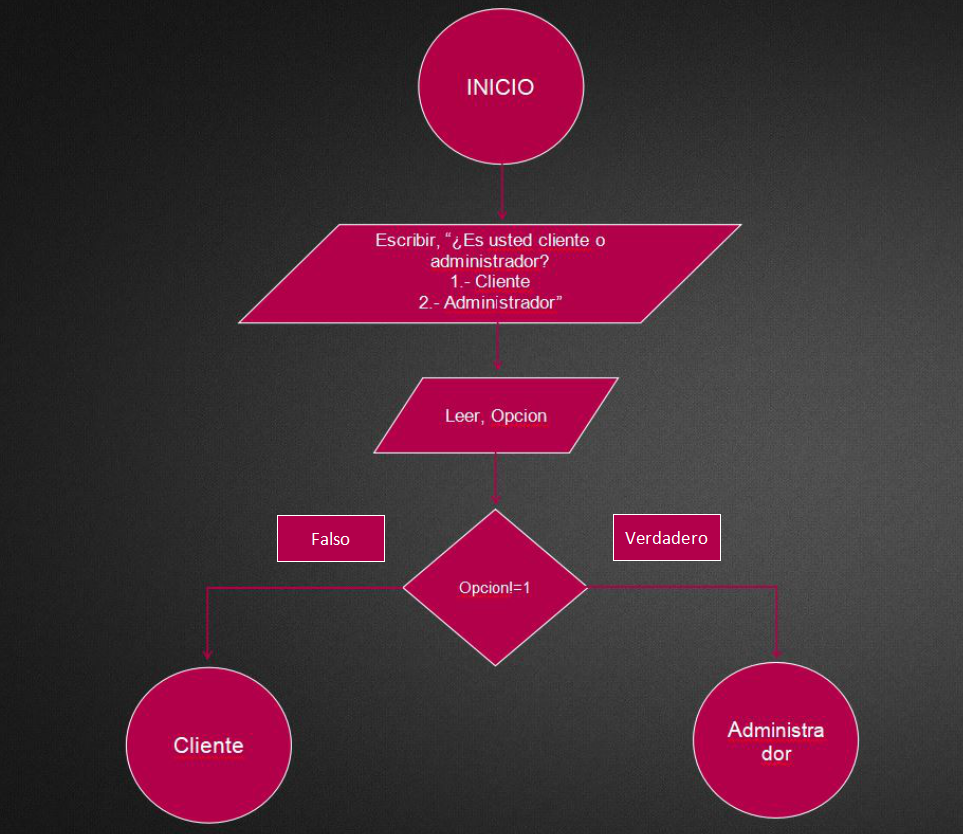 INICIO
Escribir, “¿Es usted cliente o
administrador?
1.- Cliente
2.- Administrador”
Leer, Opcion
Falso
Verdadero
Opcion!=1
Cliente
Administra
dor